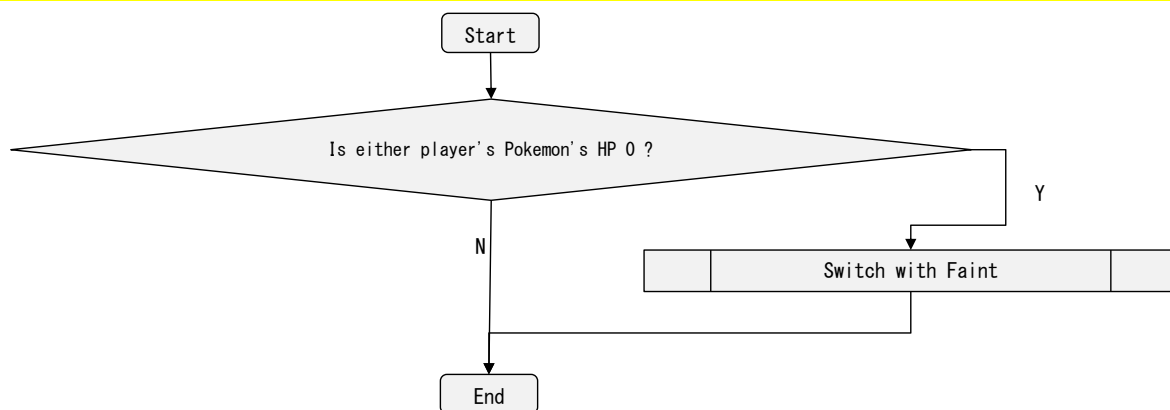 Start
Is either player's Pokemon's HP 0 ?
Y
N
Switch with Faint
End